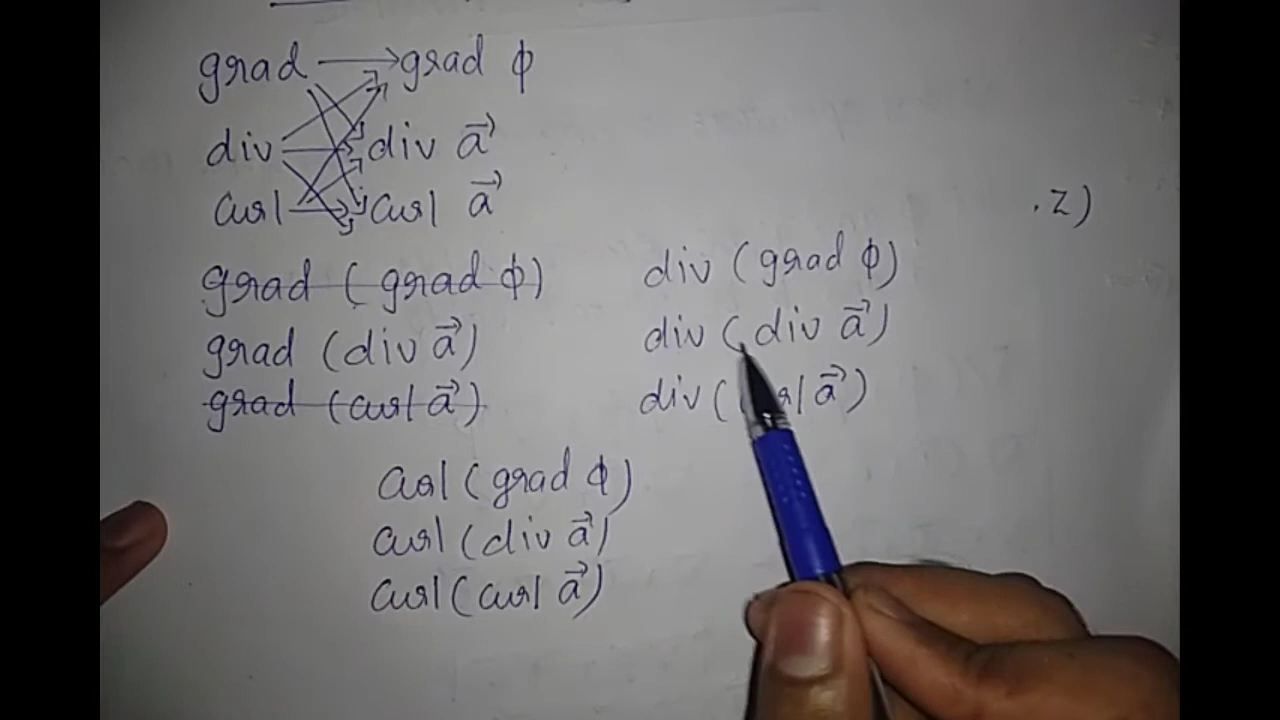 grad → grad φ
div div a⃗
curl curl a⃗
.z)
grad (grad φ) div (grad φ)
grad (div a⃗) div (div a⃗)
grad (curl a⃗) div (curl a⃗)
curl (grad φ)
curl (div a⃗)
curl (curl a⃗)